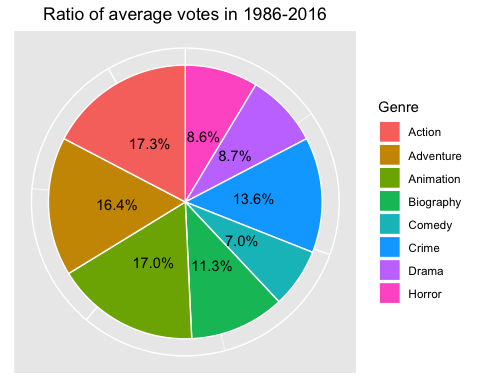 Ratio of average votes in 1986-2016
17.3%
8.6%
8.7%
16.4%
13.6%
17.0%
11.3%
7.0%
Genre
Action
Adventure
Animation
Biography
Comedy
Crime
Drama
Horror